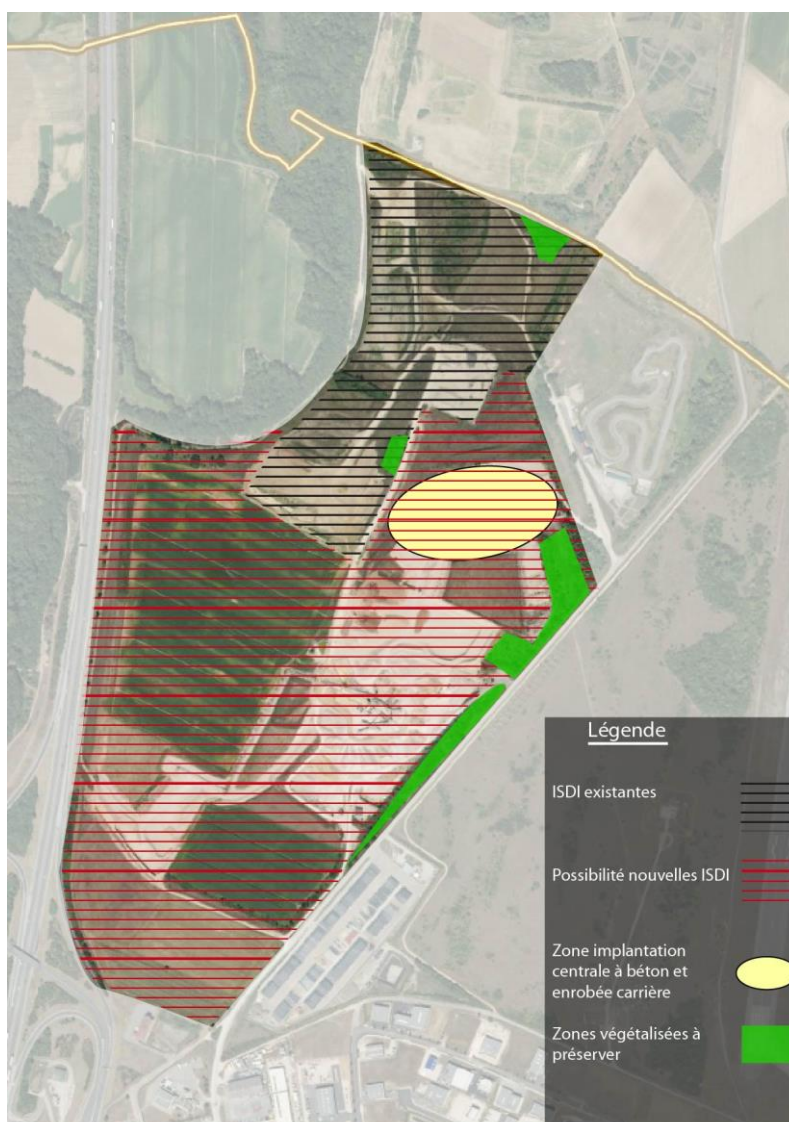 Légende
ISDI existantes
Possibilité nouvelles ISDI
Zone implantation
centrale à béton et
enrobée carrière
Zones végétalisées à
préserver